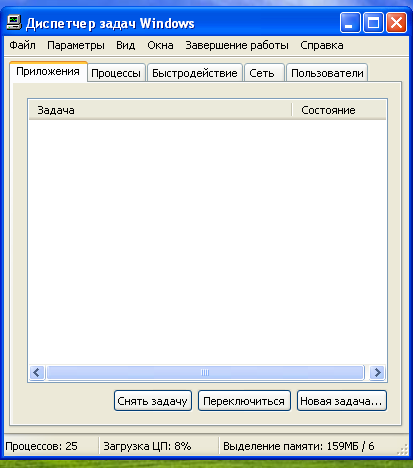 Диспетчер задач Windows
Файл Параметры Вид Окна Завершение работы Справка
Приложения Процессы Быстродействие Сеть Пользователи
Задача Состояние
Снять задачу Переключиться Новая задача...
Процессов: 25 Загрузка ЦП: 8% Выделение памяти: 159МБ / 6